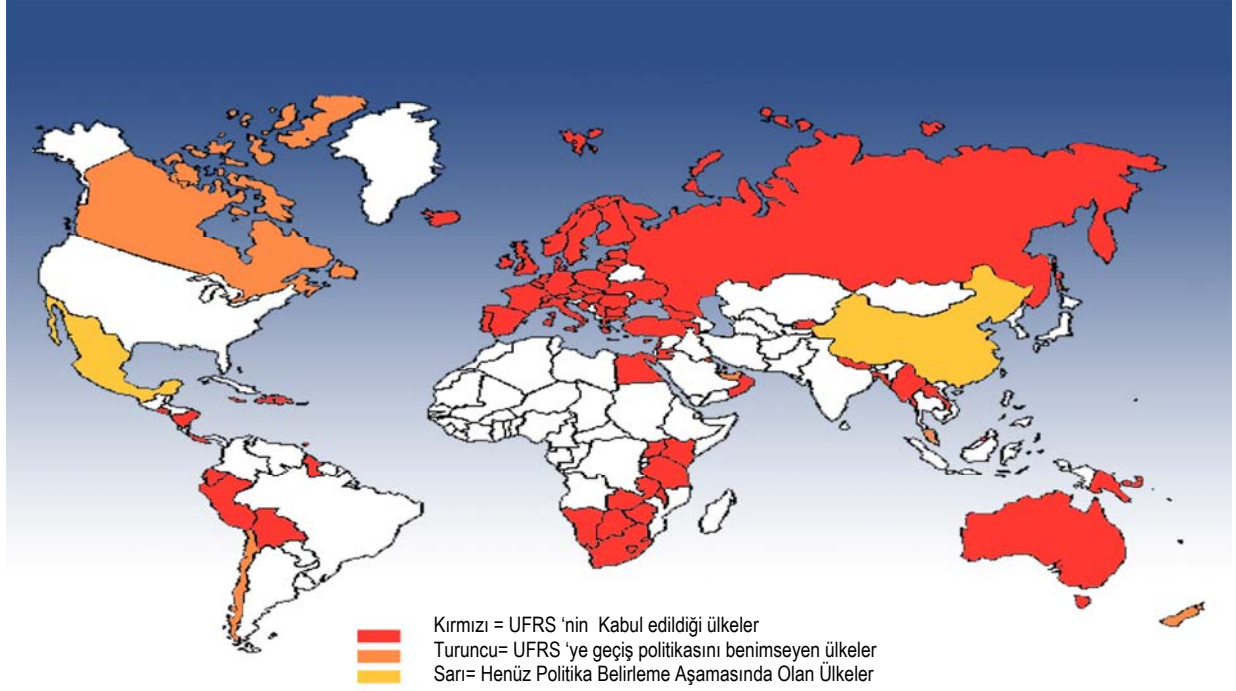 Kırmızı = UFRS ‘nin  Kabul edildiği ülkeler
Turuncu= UFRS ‘ye geçiş politikasını benimseyen ülkeler
Sarı= Henüz Politika Belirleme Aşamasında Olan Ülkeler